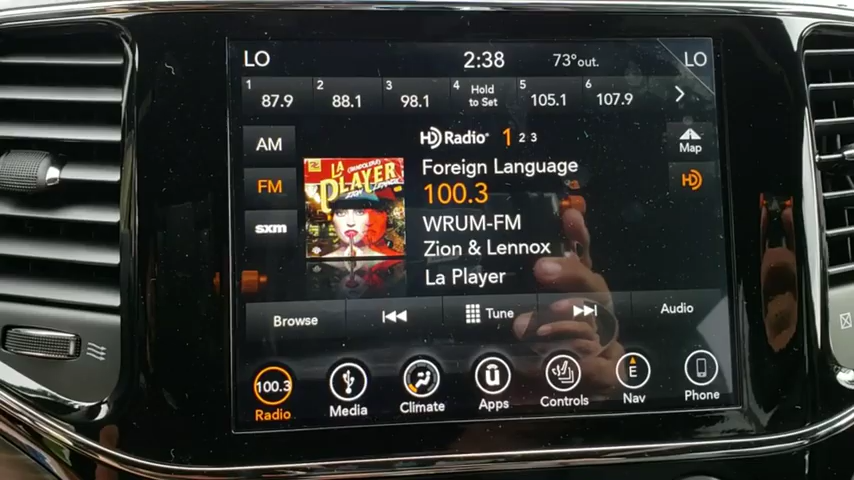 LO 2:38 73°out. LO
1 87.9 2 88.1 3 98.1 4 Hold to Set 5 105.1 6 107.9
HD Radio 1 2 3
AM
Map
Foreign Language
FM
100.3
HD
LA PLAYER
sxm
WRUM-FM
Zion & Lennox
La Player
Browse Tune Audio
100.3 ū E
Radio Media Climate Apps Controls Nav Phone